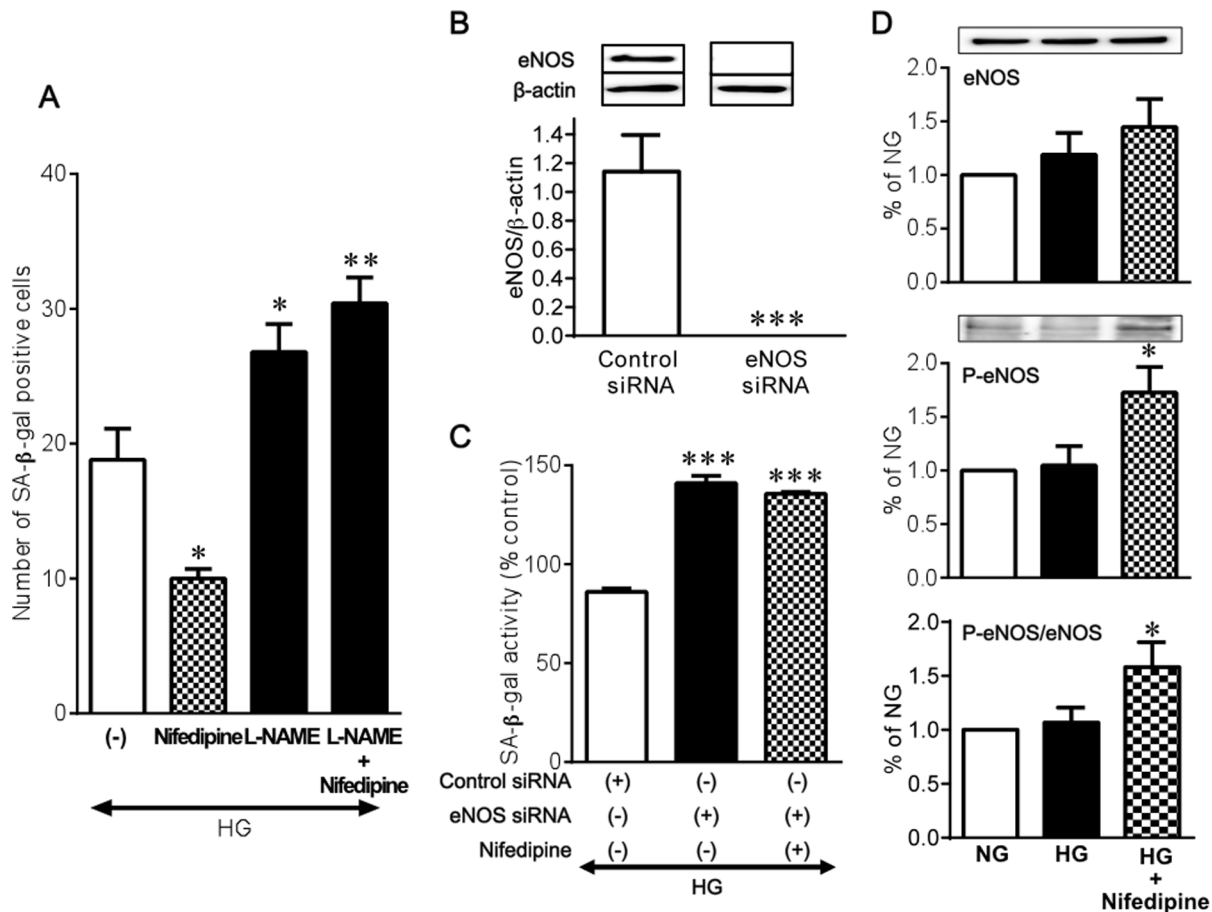 A
Number of SA-β-gal positive cells
40
30
20
10
0
*
*
**
(-) Nifedipine L-NAME L-NAME
+
Nifedipine
HG
B
eNOS
β-actin
eNOS/β-actin
1.4
1.2
1.0
0.8
0.6
0.4
0.2
0.0
***
Control eNOS
siRNA siRNA
C
SA-β-gal activity (% control)
150
100
50
0
***
***
Control siRNA (+) (-) (-)
eNOS siRNA (-) (+) (+)
Nifedipine (-) (-) (+)
HG
D
eNOS
% of NG
2.0
1.5
1.0
0.5
0.0
P-eNOS
*
% of NG
2.0
1.5
1.0
0.5
0.0
P-eNOS/eNOS
*
% of NG
2.0
1.5
1.0
0.5
0.0
NG HG HG
+
Nifedipine